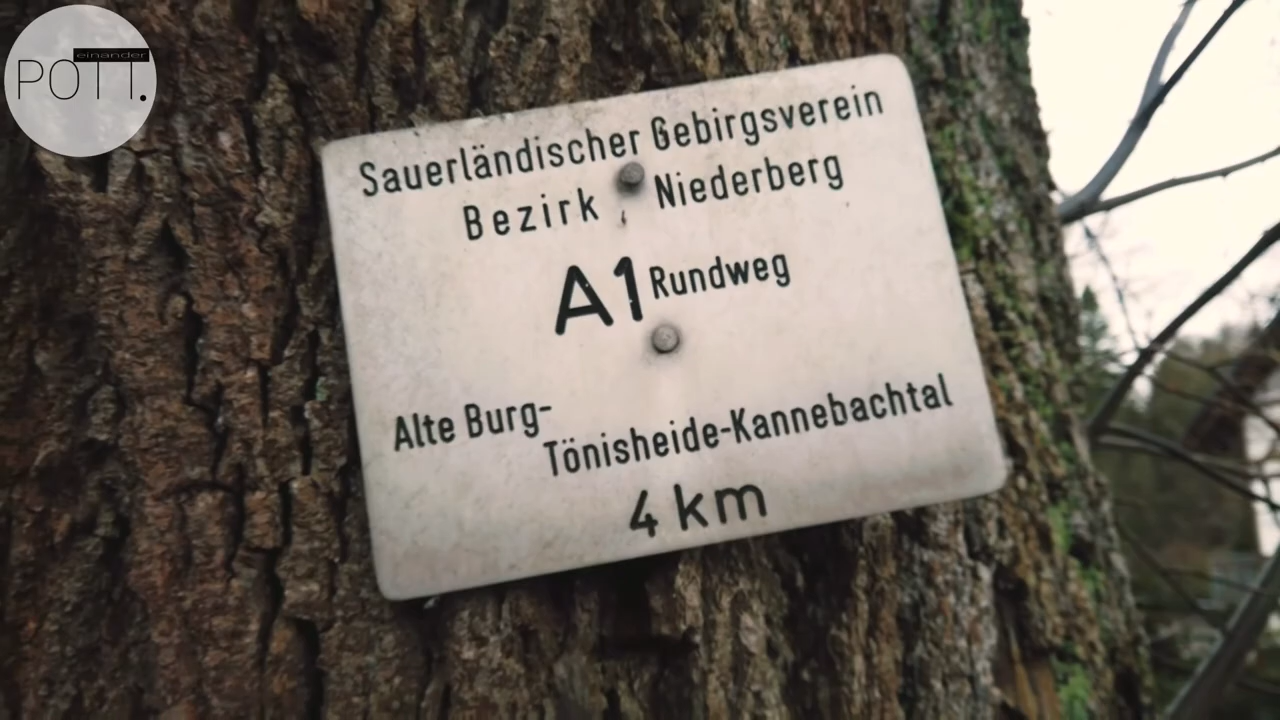 einander
POTT.
Sauerländischer Gebirgsverein
Bezirk Niederberg
A1 Rundweg
Alte Burg-
Tönisheide-Kannebachtal
4 km